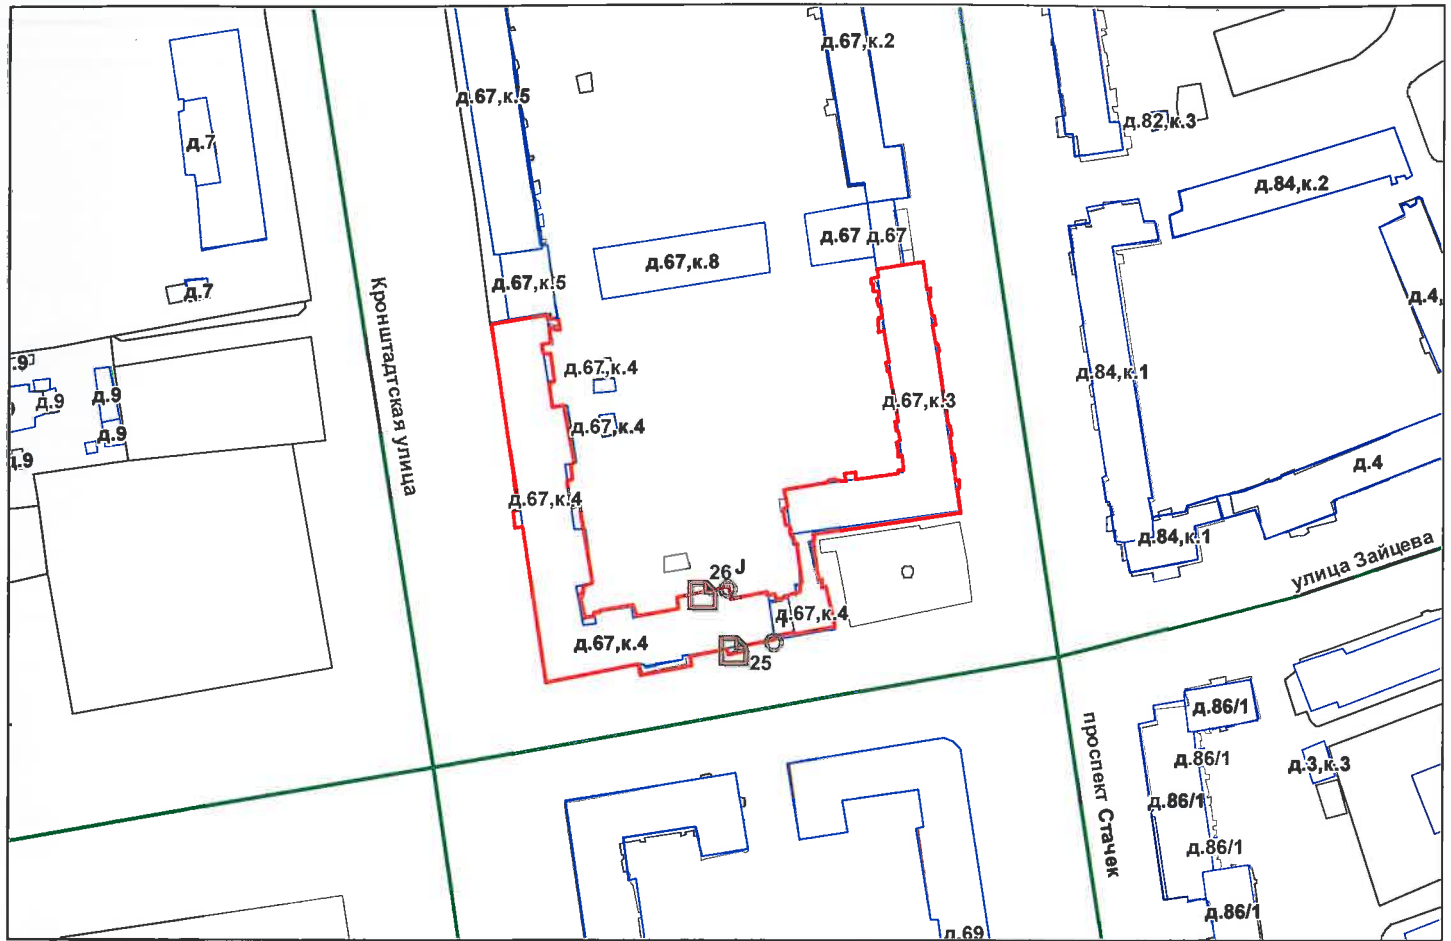 д.67,к.2
д.67,к.5
д.82,к.3
д.7
д.84,к.2
д.67
д.67
д.67,к.8
д.67,к.5
д.7
д.4,
Кронштадтская улица
.9
д.67,к.4
д.84,к.1
д.9
д.9
д.67,к.3
д.67,к.4
д.9
д.9
д.4
д.67,к.4
д.84,к.1
улица Зайцева
26
J
д.67,к.4
д.67,к.4
25
д.86/1
проспект Стачек
д.86/1
д.3,к.3
д.86/1
д.86/1
д.86/1
д.69